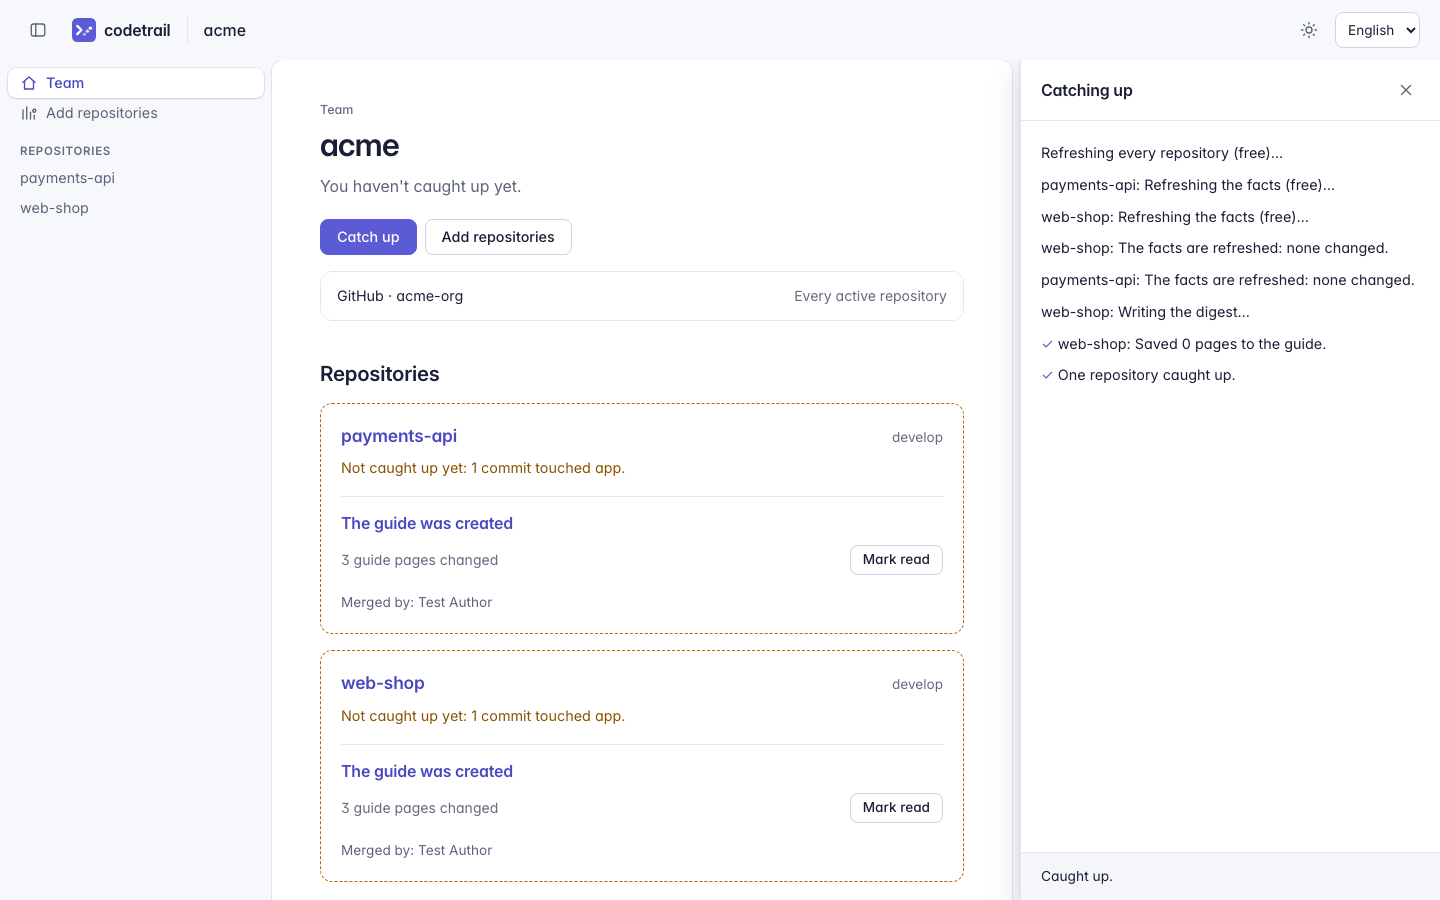 codetrail
acme
English
Team
Add repositories
REPOSITORIES
payments-api
web-shop
Team
acme
You haven't caught up yet.
Catch up
Add repositories
GitHub · acme-org
Every active repository
Repositories
payments-api
develop
Not caught up yet: 1 commit touched app.
The guide was created
3 guide pages changed
Mark read
Merged by: Test Author
web-shop
develop
Not caught up yet: 1 commit touched app.
The guide was created
3 guide pages changed
Mark read
Merged by: Test Author
Catching up
Refreshing every repository (free)...
payments-api: Refreshing the facts (free)...
web-shop: Refreshing the facts (free)...
web-shop: The facts are refreshed: none changed.
payments-api: The facts are refreshed: none changed.
web-shop: Writing the digest...
✓ web-shop: Saved 0 pages to the guide.
✓ One repository caught up.
Caught up.